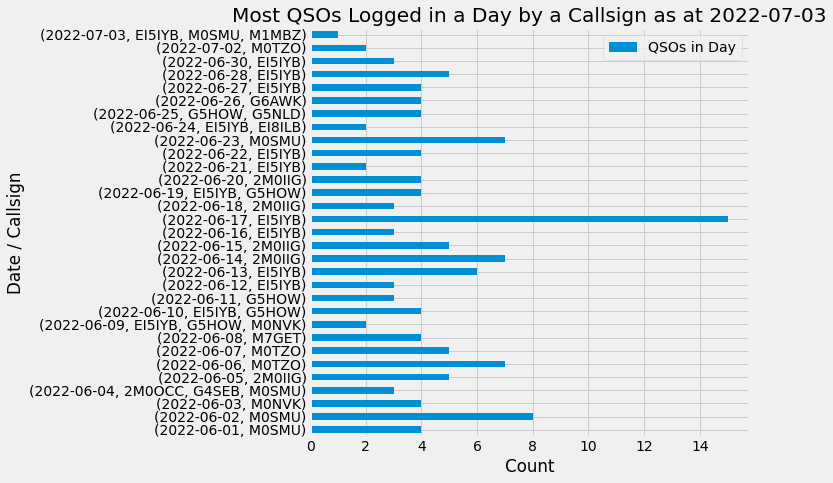 Most QSOs Logged in a Day by a Callsign as at 2022-07-03
QSOs in Day
Date / Callsign
(2022-07-03, EI5IYB, M0SMU, M1MBZ)
(2022-07-02, M0TZO)
(2022-06-30, EI5IYB)
(2022-06-28, EI5IYB)
(2022-06-27, EI5IYB)
(2022-06-26, G6AWK)
(2022-06-25, G5HOW, G5NLD)
(2022-06-24, EI5IYB, EI8ILB)
(2022-06-23, M0SMU)
(2022-06-22, EI5IYB)
(2022-06-21, EI5IYB)
(2022-06-20, 2M0IIG)
(2022-06-19, EI5IYB, G5HOW)
(2022-06-18, 2M0IIG)
(2022-06-17, EI5IYB)
(2022-06-16, EI5IYB)
(2022-06-15, 2M0IIG)
(2022-06-14, 2M0IIG)
(2022-06-13, EI5IYB)
(2022-06-12, EI5IYB)
(2022-06-11, G5HOW)
(2022-06-10, EI5IYB, G5HOW)
(2022-06-09, EI5IYB, G5HOW, M0NVK)
(2022-06-08, M7GET)
(2022-06-07, M0TZO)
(2022-06-06, M0TZO)
(2022-06-05, 2M0IIG)
(2022-06-04, 2M0OCC, G4SEB, M0SMU)
(2022-06-03, M0NVK)
(2022-06-02, M0SMU)
(2022-06-01, M0SMU)
0 2 4 6 8 10 12 14
Count